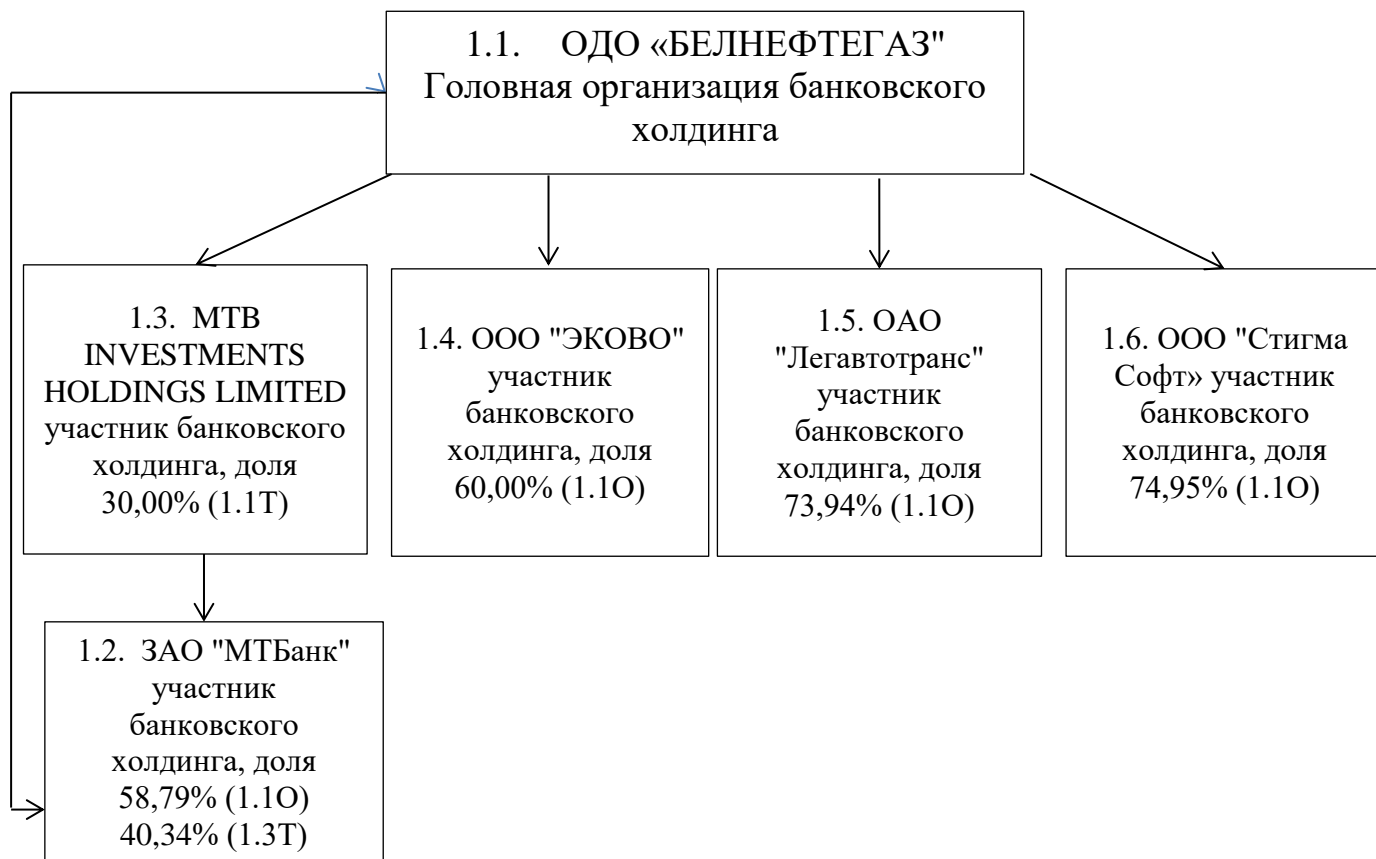 1.1. ОДО «БЕЛНЕФТЕГАЗ"
Головная организация банковского
холдинга
1.3. MTB
INVESTMENTS
HOLDINGS LIMITED
участник банковского
холдинга, доля
30,00% (1.1Т)
1.4. ООО "ЭКОВО"
участник
банковского
холдинга, доля
60,00% (1.1О)
1.5. ОАО
"Легавтотранс"
участник
банковского
холдинга, доля
73,94% (1.1О)
1.6. ООО "Стигма
Софт» участник
банковского
холдинга, доля
74,95% (1.1О)
1.2. ЗАО "МТБанк"
участник
банковского
холдинга, доля
58,79% (1.1О)
40,34% (1.3Т)